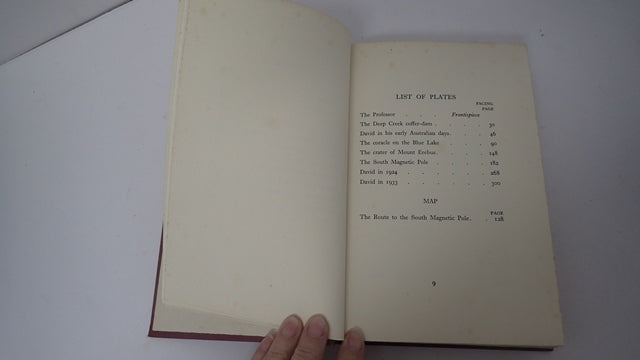 LIST OF PLATES
FACING
PAGE
The Professor . . . Frontispiece
The Deep Creek coffer-dam . . . . 30
David in his early Australian days . . . . 46
The coracle on the Blue Lake . . . . 90
The crater of Mount Erebus . . . . 148
The South Magnetic Pole . . . . 182
David in 1924 . . . . . . 268
David in 1933 . . . . . . 300
MAP
PAGE
The Route to the South Magnetic Pole . . 128
9